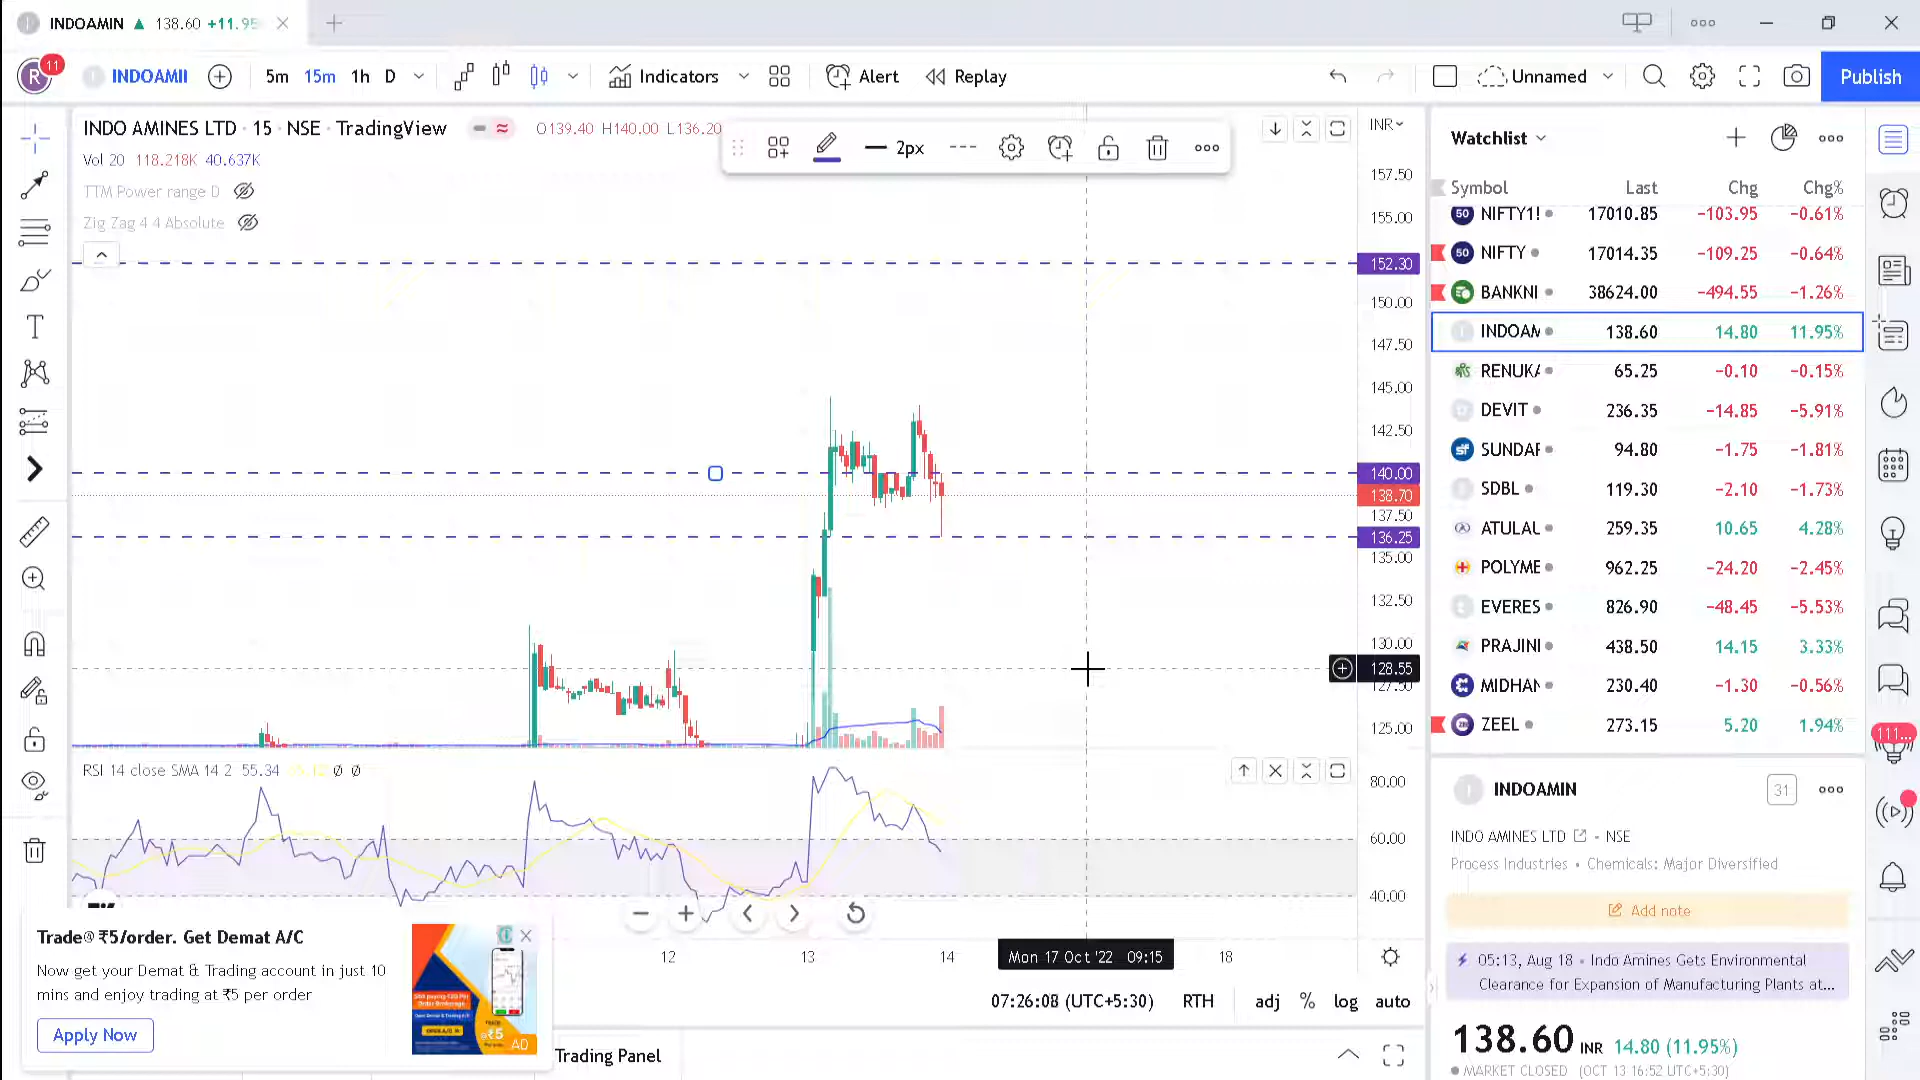 INDOAMIN ▲ 138.60 +11.95
R 11 INDOAMII 5m 15m 1h D Indicators Alert Replay Unnamed Publish
INDO AMINES LTD · 15 · NSE · TradingView O139.40 H140.00 L136.20
2px
INR
Vol 20 118.218K 40.637K
TTM Power range D
Zig Zag 4 4 Absolute
157.50
155.00
152.30
150.00
147.50
145.00
142.50
140.00
138.70
137.50
136.25
135.00
132.50
130.00
128.55
127.50
125.00
RSI 14 close SMA 14 2 55.34 Ø Ø
80.00
60.00
40.00
12 13 14 Mon 17 Oct '22 09:15 18
07:26:08 (UTC+5:30) RTH adj % log auto
Trade@ ₹5/order. Get Demat A/C
Now get your Demat & Trading account in just 10
mins and enjoy trading at ₹5 per order
Apply Now
@₹5
AD
Trading Panel
Watchlist
Symbol Last Chg Chg%
50 NIFTY1! 17010.85 −103.95 −0.61%
50 NIFTY 17014.35 −109.25 −0.64%
BANKNI 38624.00 −494.55 −1.26%
INDOAM 138.60 14.80 11.95%
RENUKA 65.25 −0.10 −0.15%
DEVIT 236.35 −14.85 −5.91%
SUNDAR 94.80 −1.75 −1.81%
SDBL 119.30 −2.10 −1.73%
ATULAU 259.35 10.65 4.28%
POLYME 962.25 −24.20 −2.45%
EVERES 826.90 −48.45 −5.53%
PRAJINI 438.50 14.15 3.33%
MIDHAN 230.40 −1.30 −0.56%
ZEEL 273.15 5.20 1.94%
111...
INDOAMIN 31
INDO AMINES LTD • NSE
Process Industries • Chemicals: Major Diversified
Add note
05:13, Aug 18 • Indo Amines Gets Environmental
Clearance for Expansion of Manufacturing Plants at...
138.60 INR 14.80 (11.95%)
MARKET CLOSED (OCT 13 16:52 UTC+5:30)